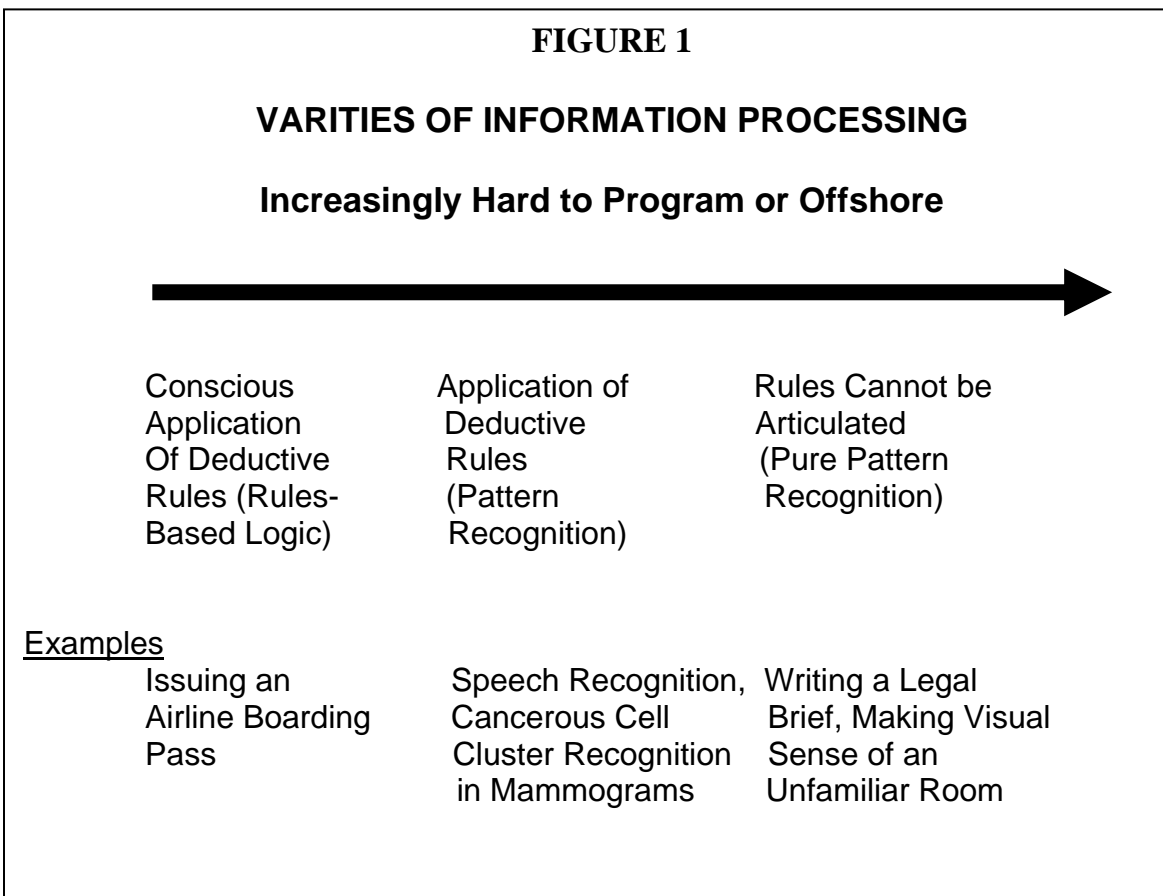 FIGURE 1
VARITIES OF INFORMATION PROCESSING
Increasingly Hard to Program or Offshore
Conscious
Application
Of Deductive
Rules (Rules-
Based Logic)
Application of
Deductive
Rules
(Pattern
Recognition)
Rules Cannot be
Articulated
(Pure Pattern
Recognition)
Examples
Issuing an
Airline Boarding
Pass
Speech Recognition,
Cancerous Cell
Cluster Recognition
in Mammograms
Writing a Legal
Brief, Making Visual
Sense of an
Unfamiliar Room